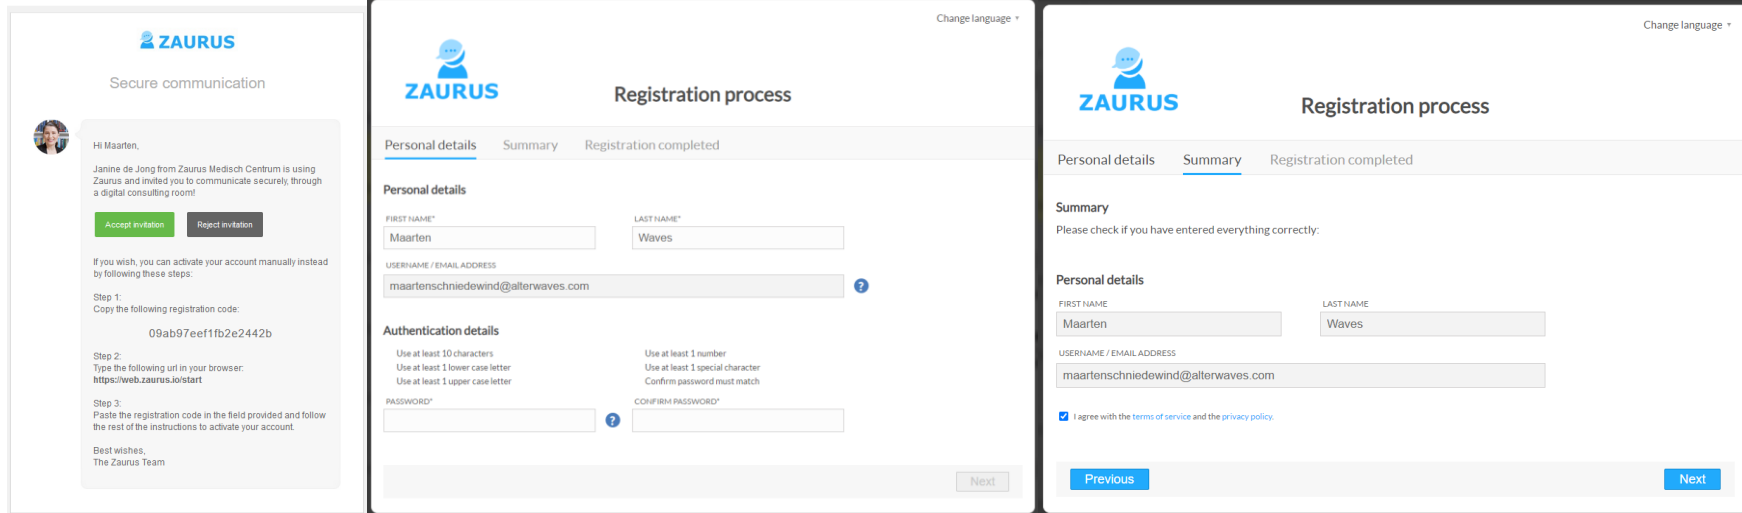 ZAURUS
Secure communication
Hi Maarten,
Janine de Jong from Zaurus Medisch Centrum is using
Zaurus and invited you to communicate securely, through
a digital consulting room!
Accept invitation
Reject invitation
If you wish, you can activate your account manually instead
by following these steps:
Step 1:
Copy the following registration code:
09ab97eef1fb2e2442b
Step 2:
Type the following url in your browser:
https://web.zaurus.io/start
Step 3:
Paste the registration code in the field provided and follow
the rest of the instructions to activate your account.
Best wishes,
The Zaurus Team
Change language
ZAURUS
Registration process
Personal details
Summary
Registration completed
Personal details
FIRST NAME*
LAST NAME*
Maarten
Waves
USERNAME / EMAIL ADDRESS
maartenschniedewind@alterwaves.com
?
Authentication details
Use at least 10 characters
Use at least 1 number
Use at least 1 lower case letter
Use at least 1 special character
Use at least 1 upper case letter
Confirm password must match
PASSWORD*
CONFIRM PASSWORD*
?
Next
Change language
ZAURUS
Registration process
Personal details
Summary
Registration completed
Summary
Please check if you have entered everything correctly:
Personal details
FIRST NAME
LAST NAME
Maarten
Waves
USERNAME / EMAIL ADDRESS
maartenschniedewind@alterwaves.com
I agree with the terms of service and the privacy policy.
Previous
Next